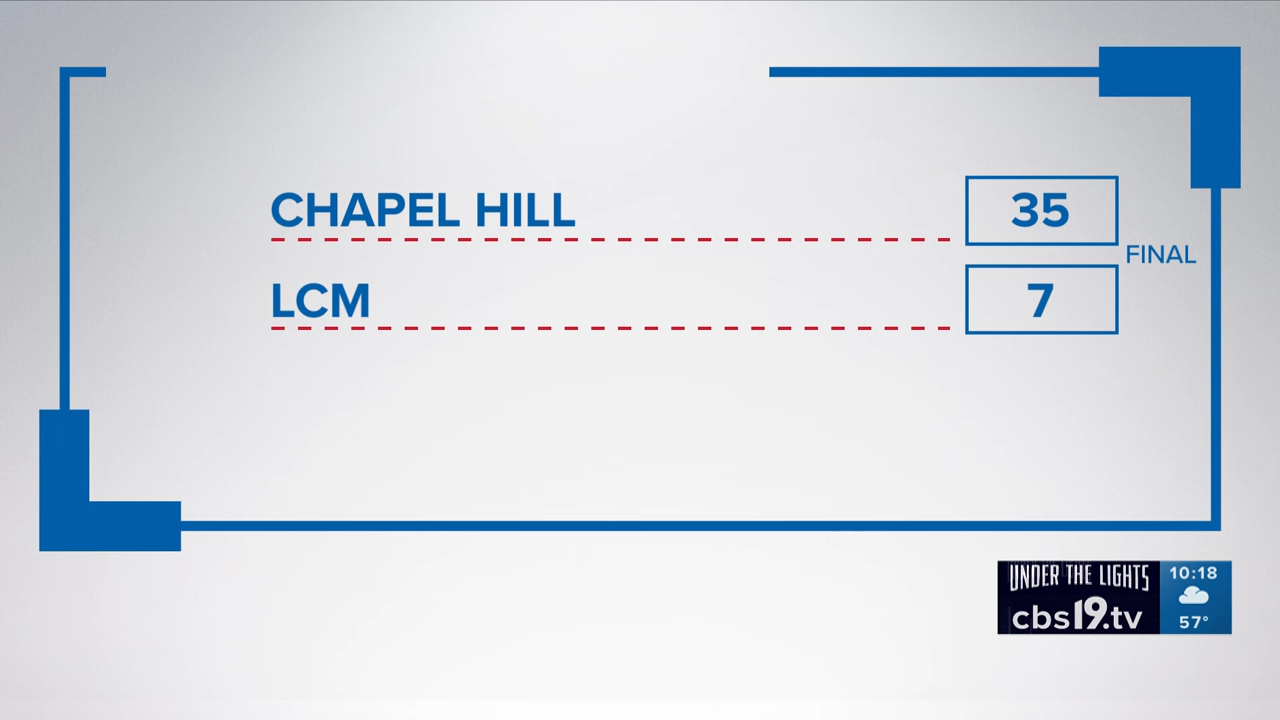 CHAPEL HILL 35
FINAL
LCM 7
UNDER THE LIGHTS
cbs19.tv
10:18
57°